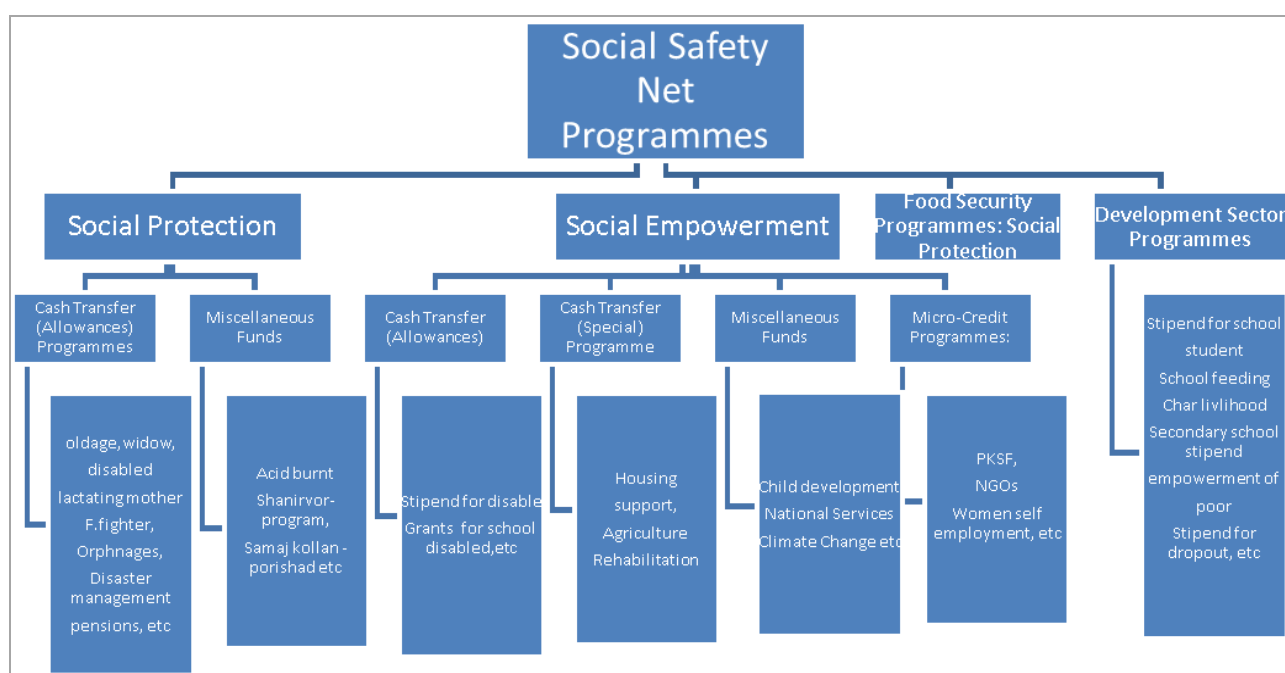 Social Safety
Net
Programmes
Social Protection
Social Empowerment
Food Security
Programmes: Social
Protection
Development Sector
Programmes
Cash Transfer
(Allowances)
Programmes
Miscellaneous
Funds
Cash Transfer
(Allowances)
Cash Transfer
(Special)
Programme
Miscellaneous
Funds
Micro-Credit
Programmes:
oldage, widow,
disabled
lactating mother
F.fighter,
Orphnages,
Disaster
management
pensions, etc
Acid burnt
Shanirvor-
program,
Samaj kollan -
porishad etc
Stipend for disable
Grants for school
disabled,etc
Housing
support,
Agriculture
Rehabilitation
Child development
National Services
Climate Change etc
PKSF,
NGOs
Women self
employment, etc
Stipend for school
student
School feeding
Char livlihood
Secondary school
stipend
empowerment of
poor
Stipend for
dropout, etc